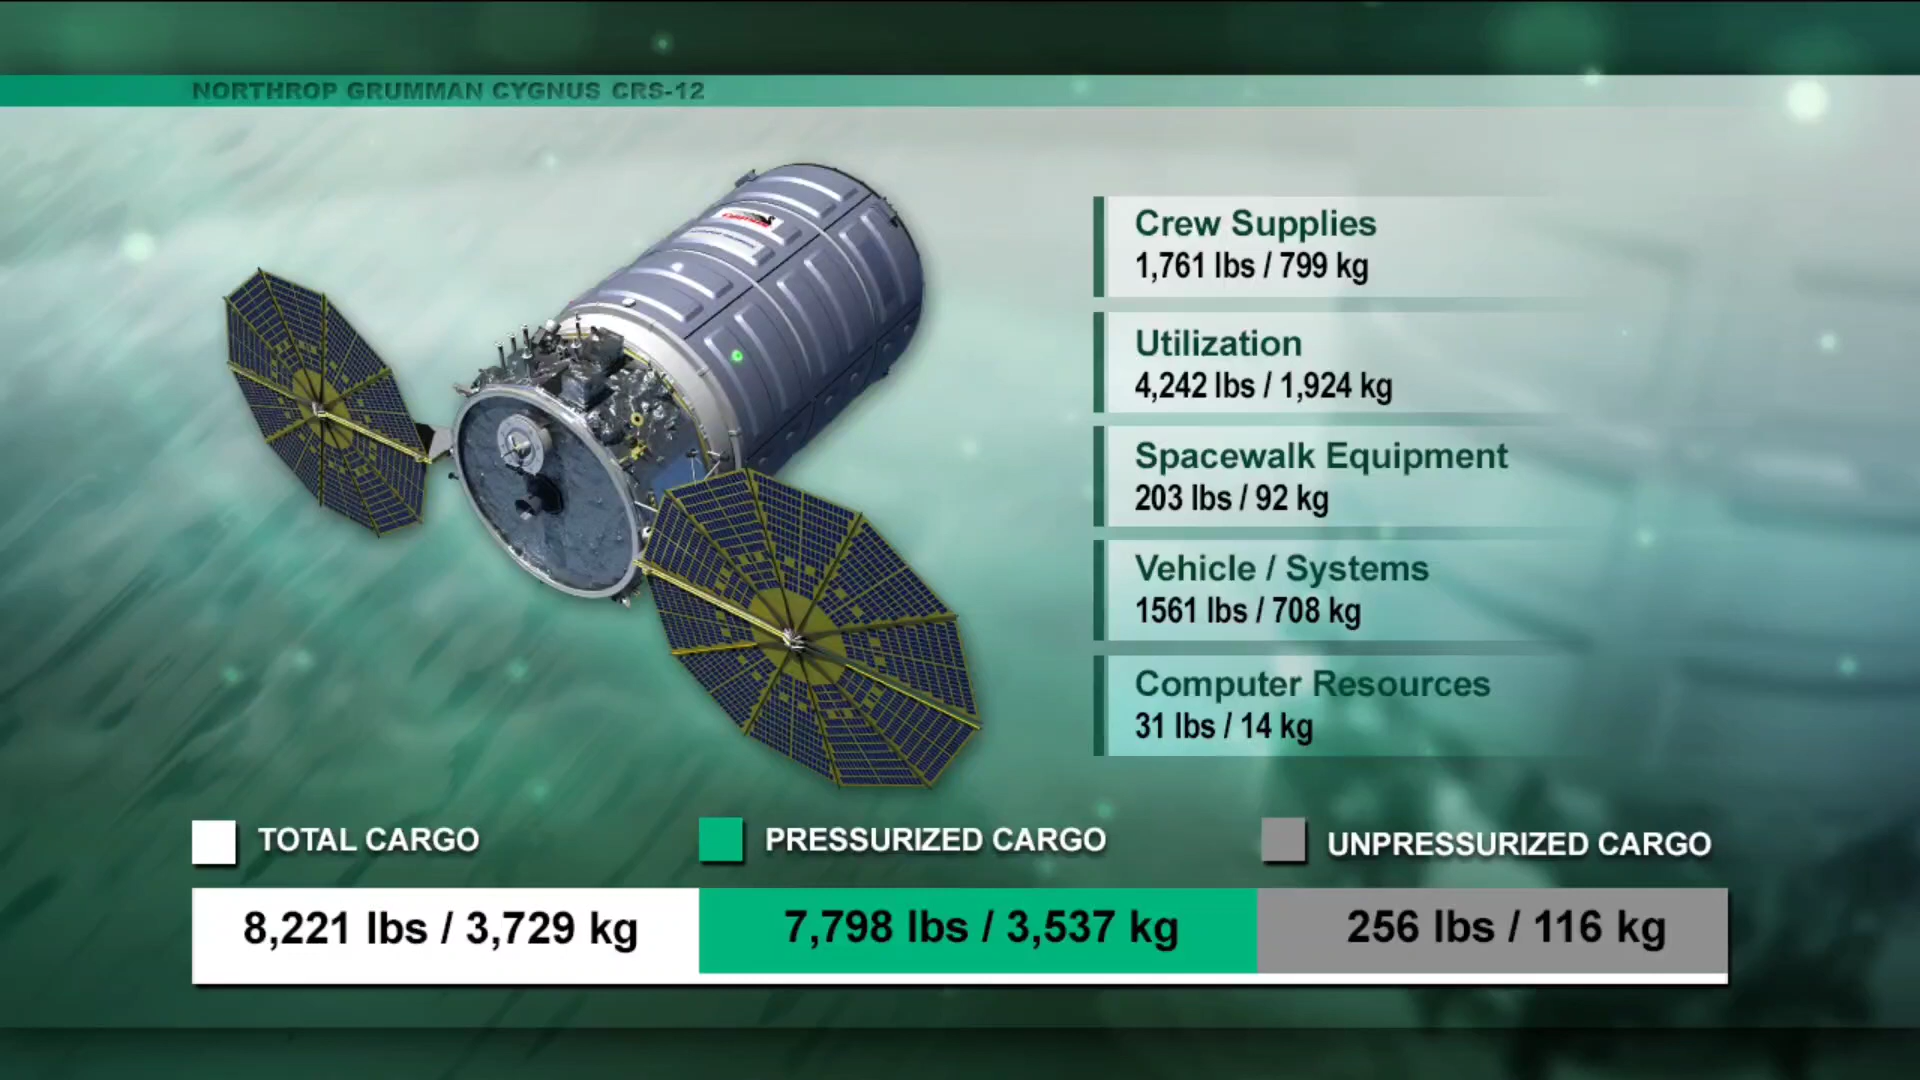 NORTHROP GRUMMAN CYGNUS CRS-12
Crew Supplies
1,761 lbs / 799 kg
Utilization
4,242 lbs / 1,924 kg
Spacewalk Equipment
203 lbs / 92 kg
Vehicle / Systems
1561 lbs / 708 kg
Computer Resources
31 lbs / 14 kg
TOTAL CARGO
PRESSURIZED CARGO
UNPRESSURIZED CARGO
8,221 lbs / 3,729 kg
7,798 lbs / 3,537 kg
256 lbs / 116 kg